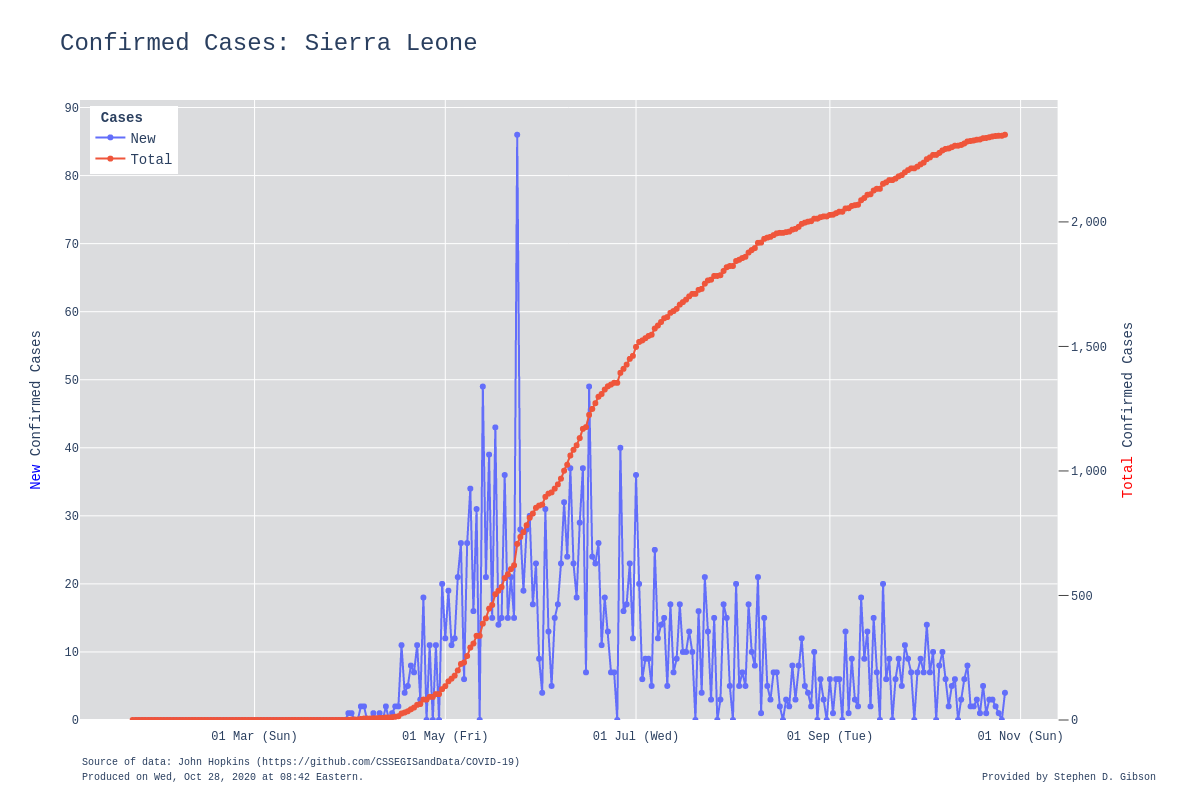 Confirmed Cases: Sierra Leone
Cases
New
Total
90
80
70
60
50
40
30
20
10
0
New Confirmed Cases
2,000
1,500
1,000
500
0
Total Confirmed Cases
01 Mar (Sun)
01 May (Fri)
01 Jul (Wed)
01 Sep (Tue)
01 Nov (Sun)
Source of data: John Hopkins (https://github.com/CSSEGISandData/COVID-19)
Produced on Wed, Oct 28, 2020 at 08:42 Eastern.
Provided by Stephen D. Gibson